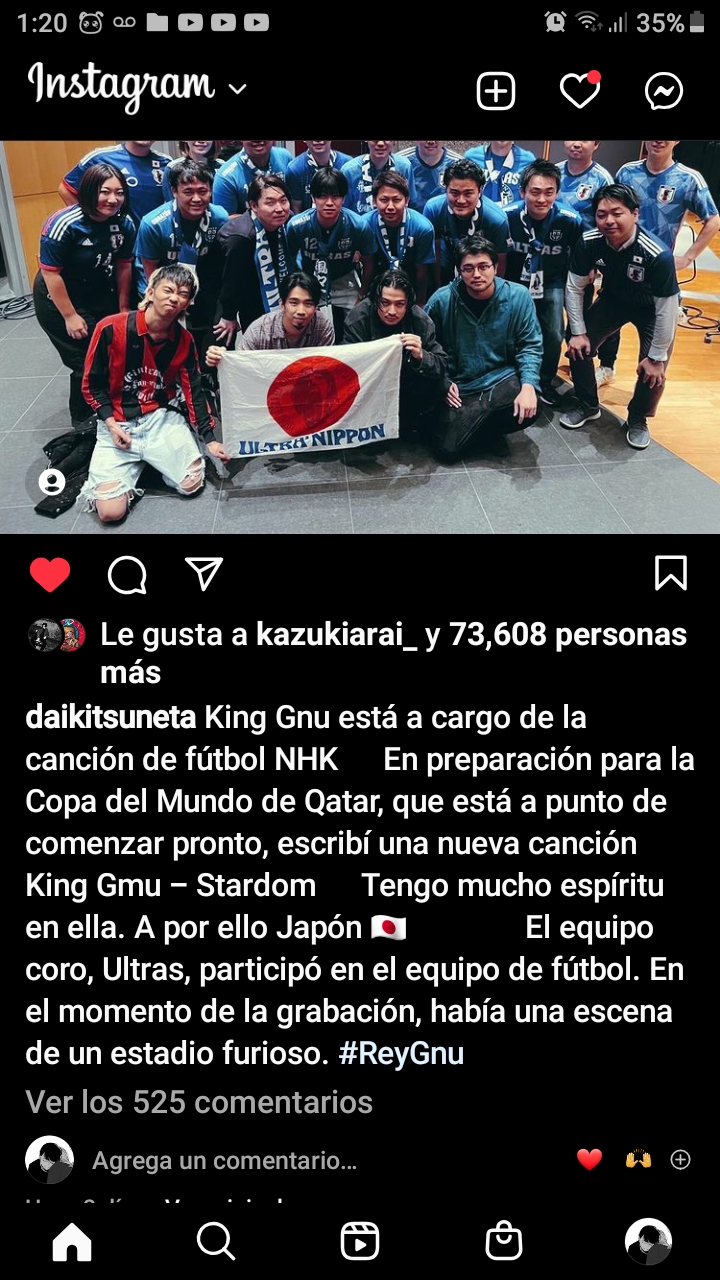 1:20
35%
Instagram
ULTRA NIPPON
Le gusta a kazukiarai_ y 73,608 personas
más
daikitsuneta King Gnu está a cargo de la
canción de fútbol NHK En preparación para la
Copa del Mundo de Qatar, que está a punto de
comenzar pronto, escribí una nueva canción
King Gmu – Stardom Tengo mucho espíritu
en ella. A por ello Japón 🇯🇵 El equipo
coro, Ultras, participó en el equipo de fútbol. En
el momento de la grabación, había una escena
de un estadio furioso. #ReyGnu
Ver los 525 comentarios
Agrega un comentario...